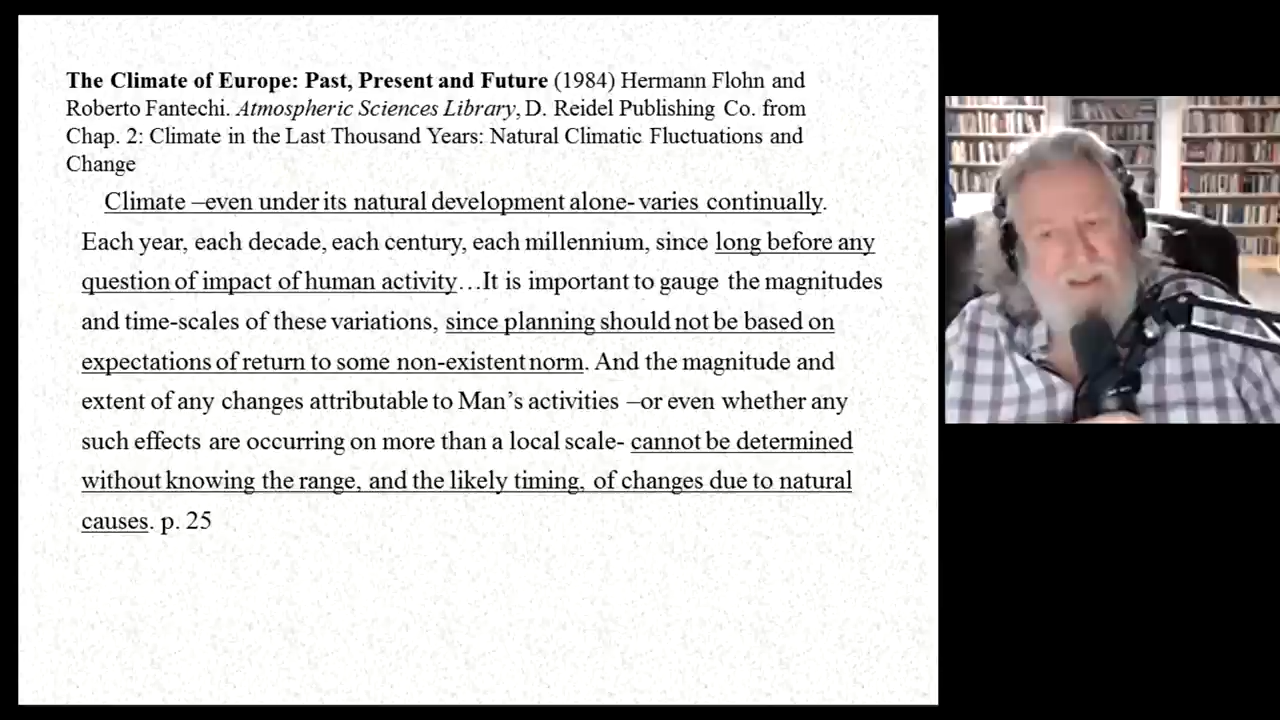 The Climate of Europe: Past, Present and Future (1984) Hermann Flohn and
Roberto Fantechi. Atmospheric Sciences Library, D. Reidel Publishing Co. from
Chap. 2: Climate in the Last Thousand Years: Natural Climatic Fluctuations and
Change
Climate –even under its natural development alone- varies continually.
Each year, each decade, each century, each millennium, since long before any
question of impact of human activity…It is important to gauge the magnitudes
and time-scales of these variations, since planning should not be based on
expectations of return to some non-existent norm. And the magnitude and
extent of any changes attributable to Man’s activities –or even whether any
such effects are occurring on more than a local scale- cannot be determined
without knowing the range, and the likely timing, of changes due to natural
causes. p. 25